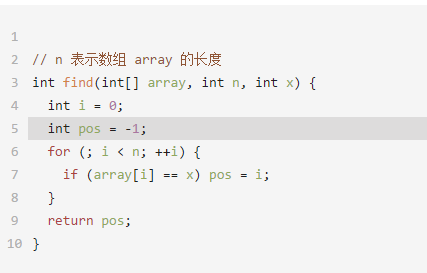 1
2 // n 表示数组 array 的长度
3 int find(int[] array, int n, int x) {
4   int i = 0;
5   int pos = -1;
6   for (; i < n; ++i) {
7     if (array[i] == x) pos = i;
8   }
9   return pos;
10 }